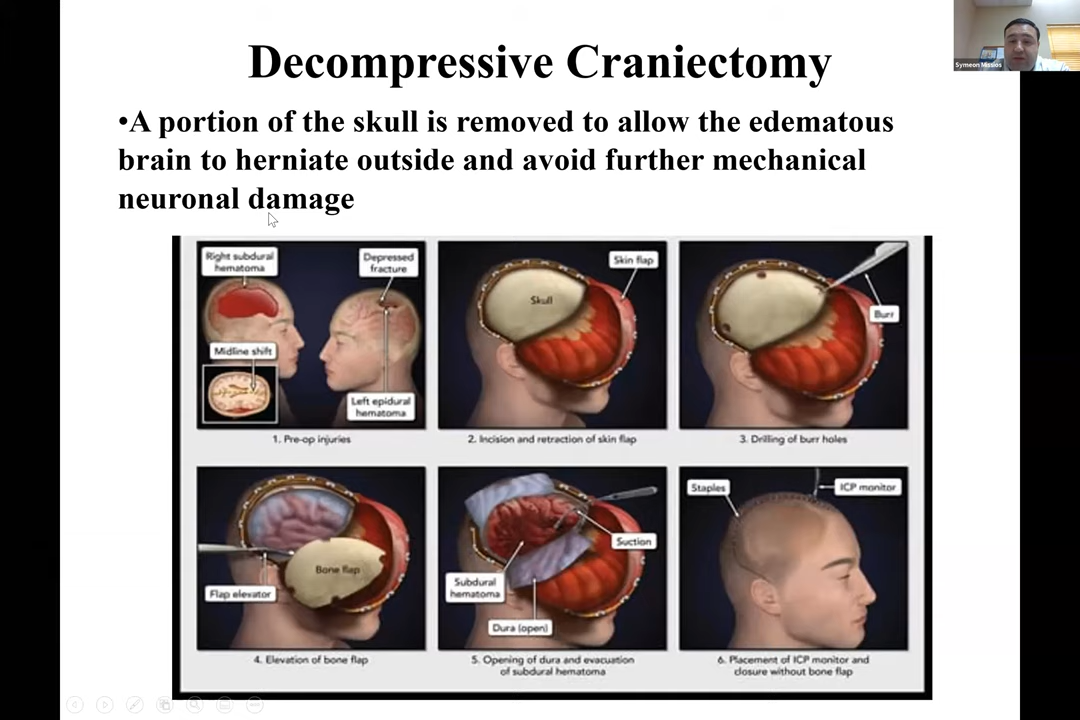 Decompressive Craniectomy
Symeon Missios
•A portion of the skull is removed to allow the edematous
brain to herniate outside and avoid further mechanical
neuronal damage
Right subdural
hematoma
Depressed
fracture
Midline shift
Left epidural
hematoma
1. Pre-op injuries
Skin flap
Skull
2. Incision and retraction of skin flap
Burr
3. Drilling of burr holes
Bone flap
Flap elevator
4. Elevation of bone flap
Suction
Subdural
hematoma
Dura (open)
5. Opening of dura and evacuation
of subdural hematoma
Staples
ICP monitor
6. Placement of ICP monitor and
closure without bone flap